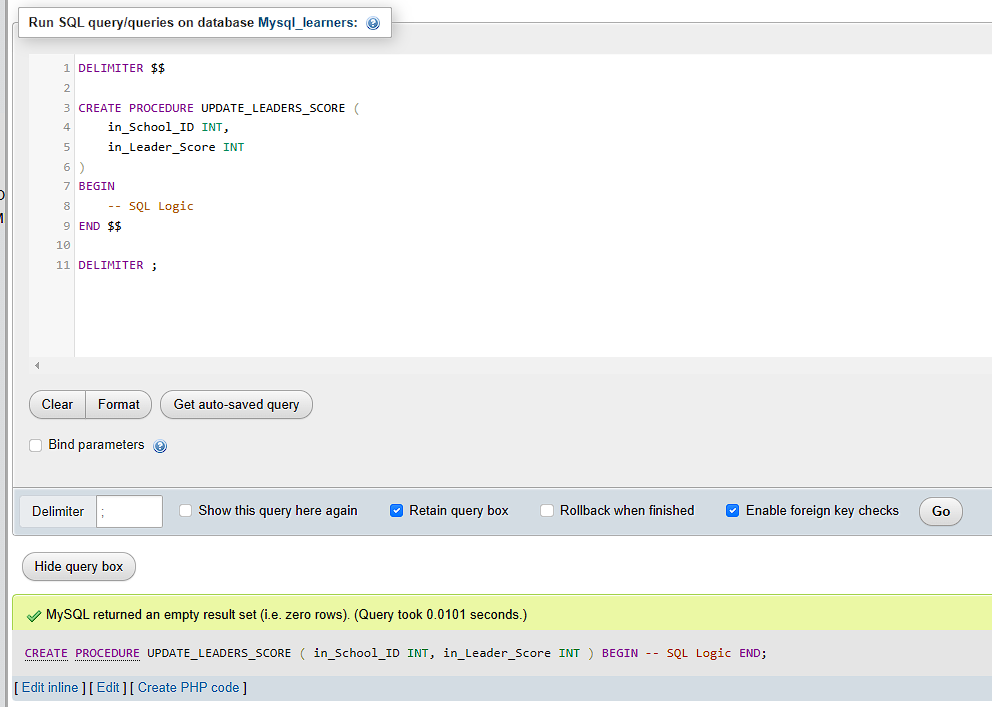 Run SQL query/queries on database Mysql_learners:
1 DELIMITER $$
2
3 CREATE PROCEDURE UPDATE_LEADERS_SCORE (
4 in_School_ID INT,
5 in_Leader_Score INT
6 )
7 BEGIN
8 -- SQL Logic
9 END $$
10
11 DELIMITER ;
Clear Format Get auto-saved query
Bind parameters
Delimiter ; Show this query here again Retain query box Rollback when finished Enable foreign key checks Go
Hide query box
MySQL returned an empty result set (i.e. zero rows). (Query took 0.0101 seconds.)
CREATE PROCEDURE UPDATE_LEADERS_SCORE ( in_School_ID INT, in_Leader_Score INT ) BEGIN -- SQL Logic END;
[ Edit inline ] [ Edit ] [ Create PHP code ]